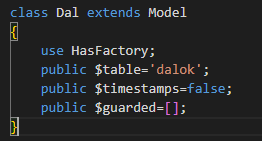 class Dal extends Model
{
    use HasFactory;
    public $table='dalok';
    public $timestamps=false;
    public $guarded=[];
}